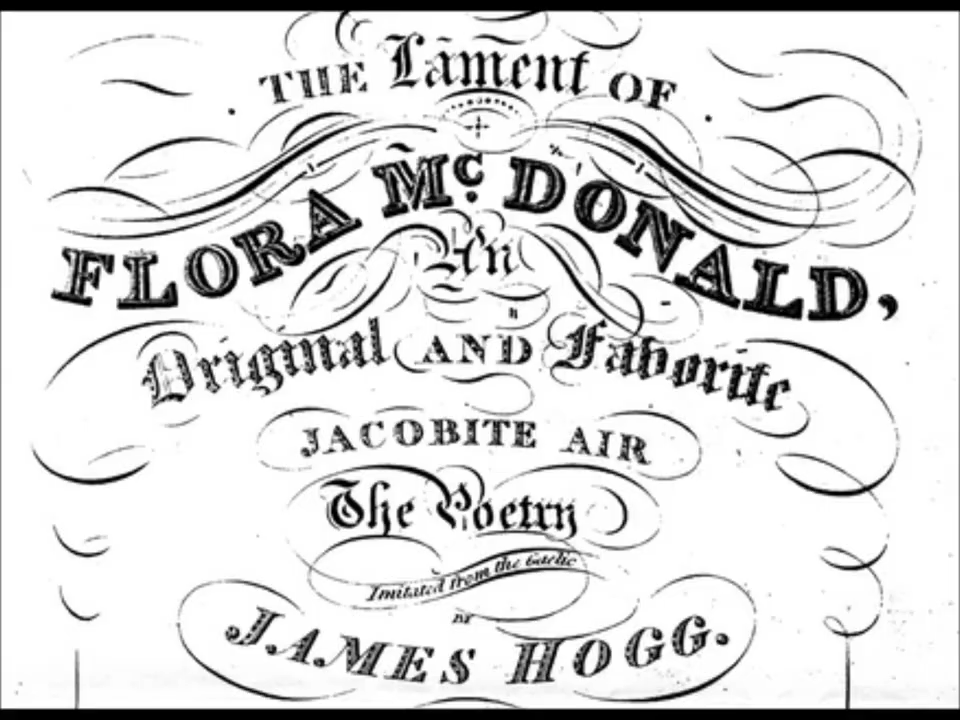 THE Lament OF
FLORA Mc DONALD,
An
Original AND Favorite
JACOBITE AIR
The Poetry
Imitated from the Gaelic
BY
JAMES HOGG.